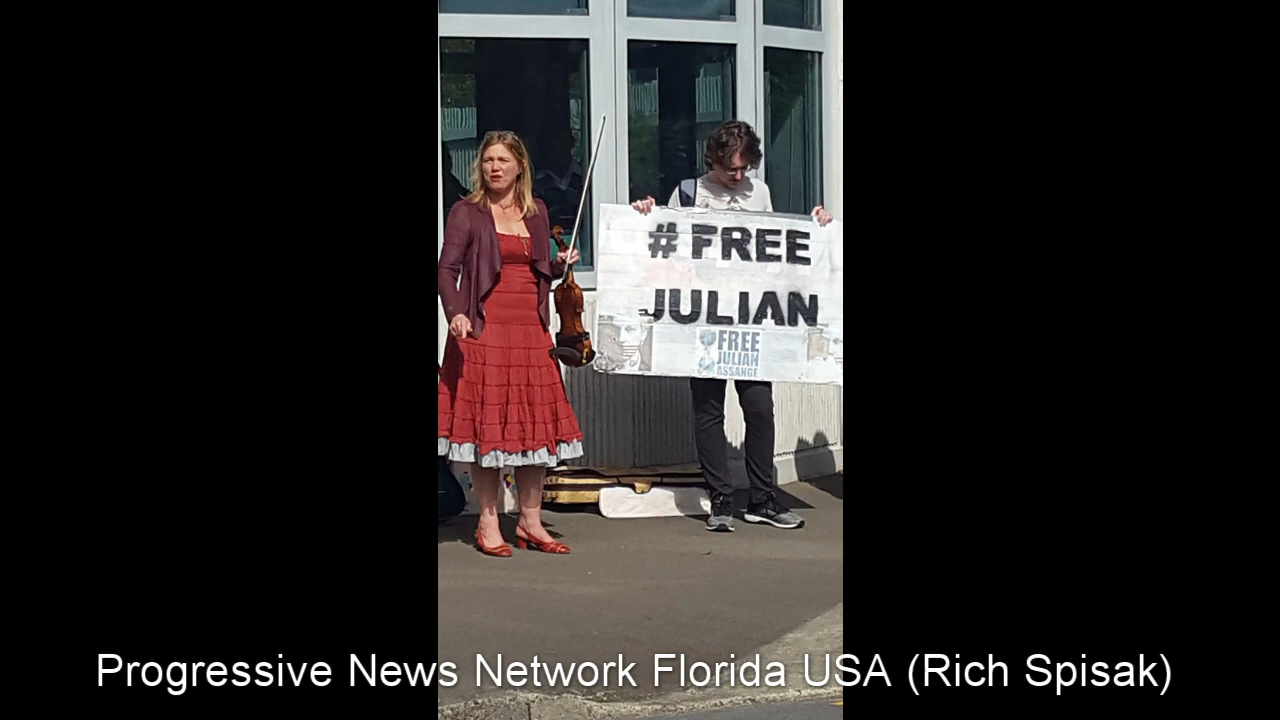 # FREE
JULIAN
FREE
JULIAN
ASSANGE
Progressive News Network Florida USA (Rich Spisak)